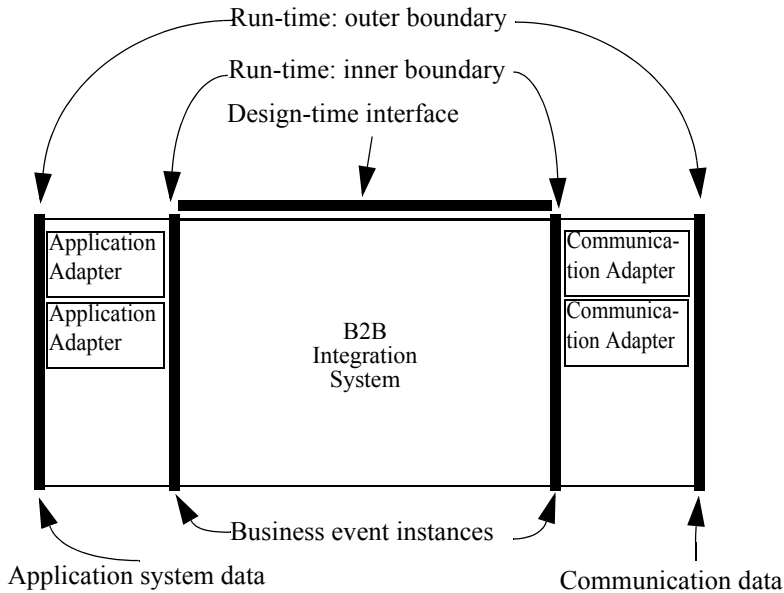 Run-time: outer boundary
Run-time: inner boundary
Design-time interface
Application
Adapter
Application
Adapter
B2B
Integration
System
Communica-
tion Adapter
Communica-
tion Adapter
Business event instances
Application system data
Communication data